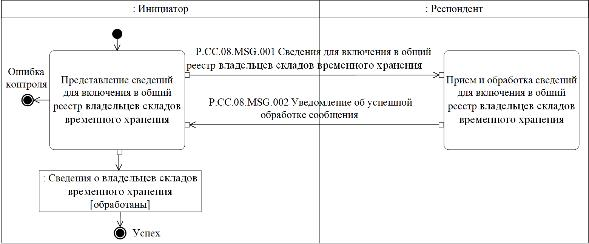 : Инициатор
: Респондент
P.CC.08.MSG.001 Сведения для включения в общий
реестр владельцев складов временного хранения
Ошибка
контроля
Представление сведений
для включения в общий
реестр владельцев складов
временного хранения
Прием и обработка сведений
для включения в общий
реестр владельцев складов
временного хранения
P.CC.08.MSG.002 Уведомление об успешной
обработке сообщения
: Сведения о владельцах складов
временного хранения
[обработаны]
Успех